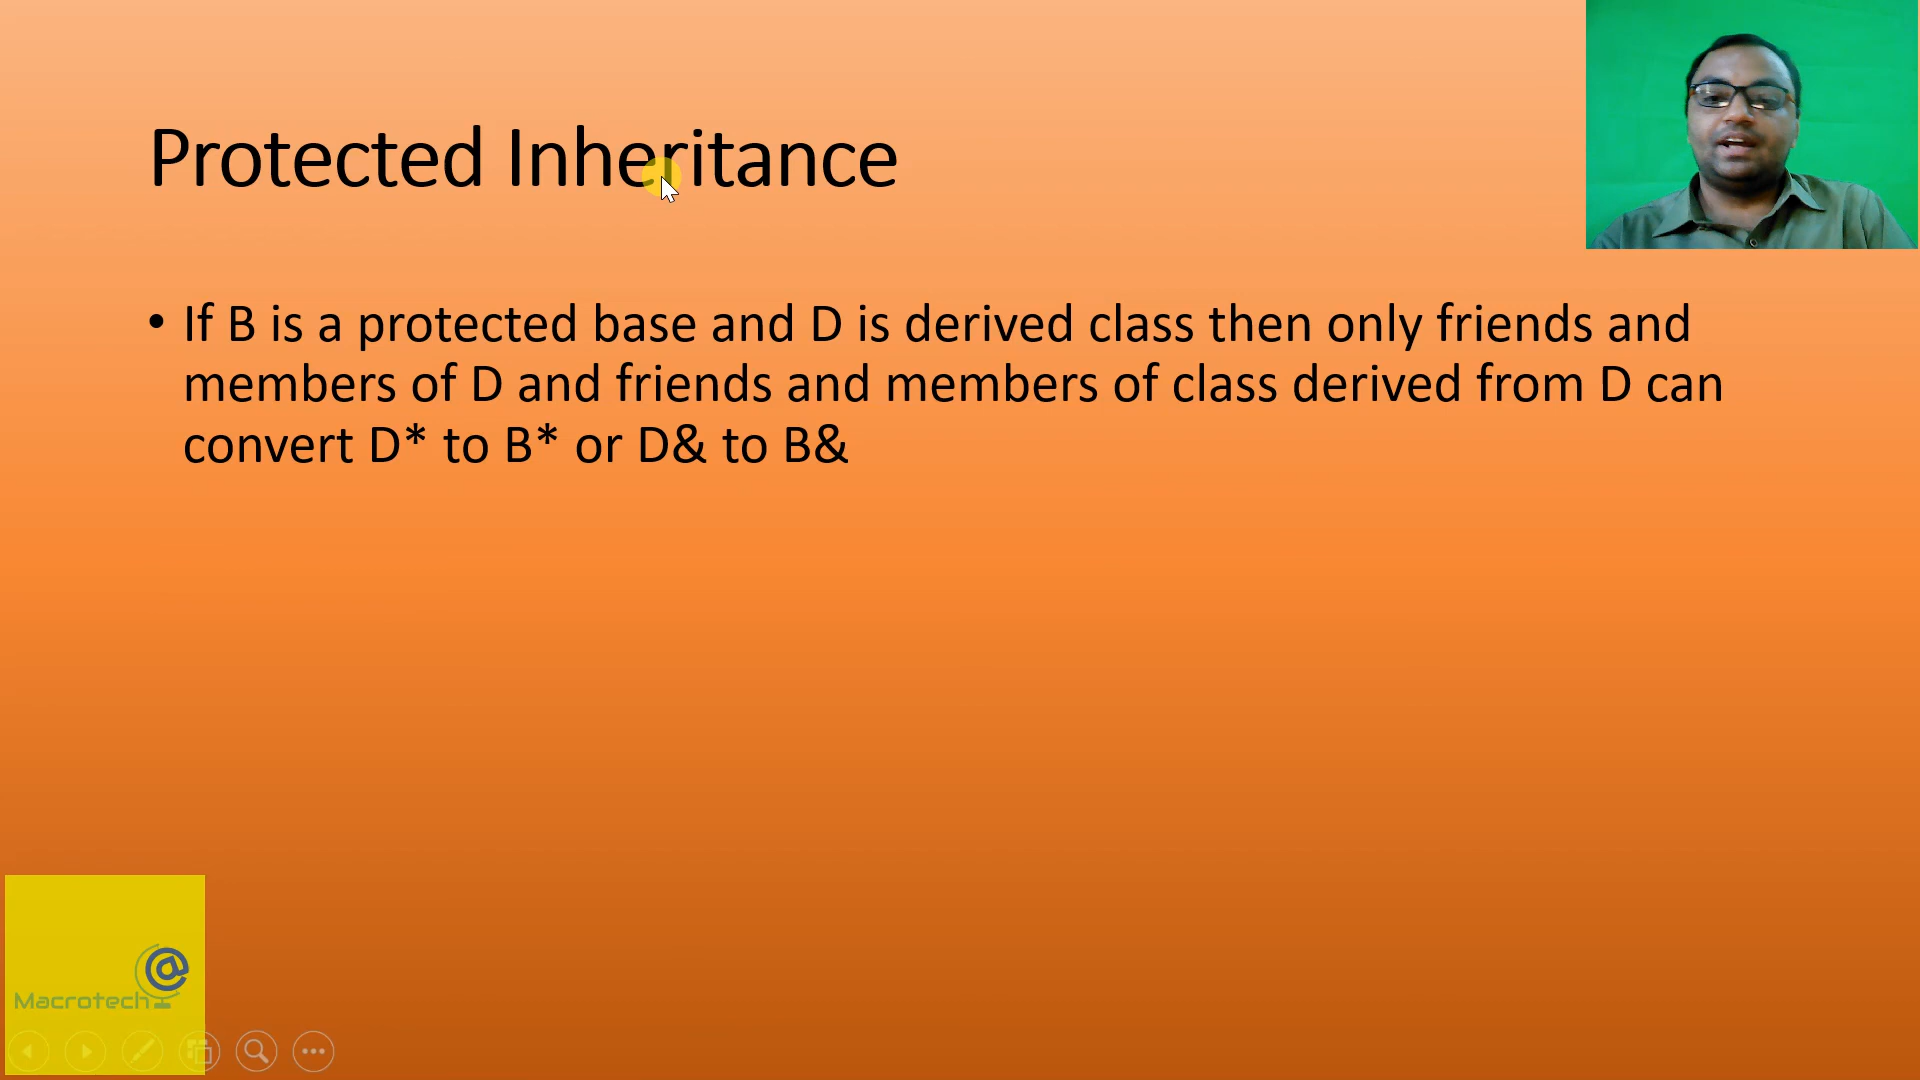 Protected Inheritance
• If B is a protected base and D is derived class then only friends and
members of D and friends and members of class derived from D can
convert D* to B* or D& to B&
@
Macrotech